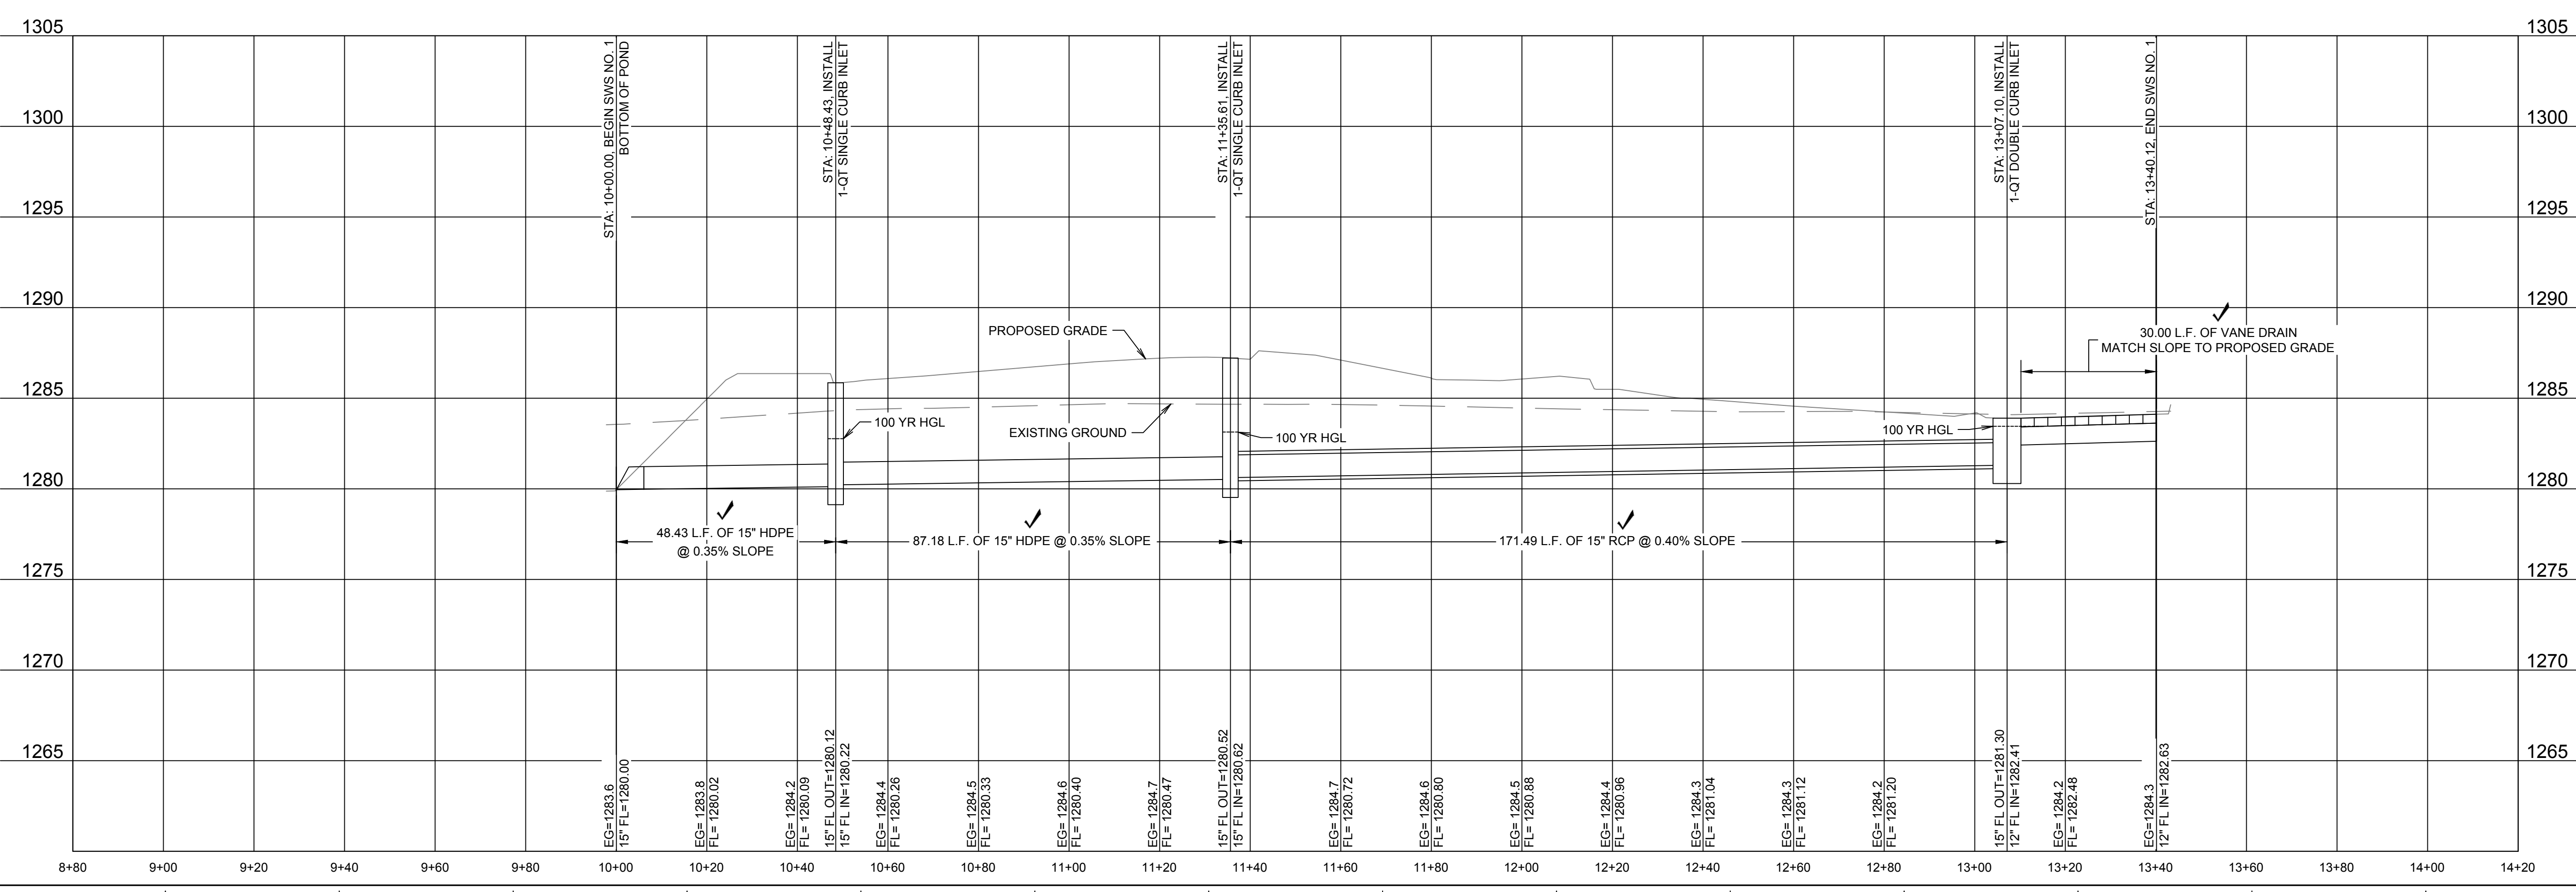 1305
1305
1300
1300
1295
1295
1290
1290
1285
1285
1280
1280
1275
1275
1270
1270
1265
1265
STA: 10+00.00, BEGIN SWS NO. 1
BOTTOM OF POND
STA: 10+48.43, INSTALL
1-QT SINGLE CURB INLET
STA: 11+35.61, INSTALL
1-QT SINGLE CURB INLET
STA: 13+07.10, INSTALL
1-QT DOUBLE CURB INLET
STA: 13+40.12, END SWS NO. 1
PROPOSED GRADE
30.00 L.F. OF VANE DRAIN
MATCH SLOPE TO PROPOSED GRADE
100 YR HGL
EXISTING GROUND
100 YR HGL
100 YR HGL
48.43 L.F. OF 15" HDPE
@ 0.35% SLOPE
87.18 L.F. OF 15" HDPE @ 0.35% SLOPE
171.49 L.F. OF 15" RCP @ 0.40% SLOPE
EG=1283.6
15" FL=1280.00
EG= 1283.8
FL= 1280.02
EG= 1284.2
FL= 1280.09
15" FL OUT=1280.12
15" FL IN=1280.22
EG= 1284.4
FL= 1280.26
EG= 1284.5
FL= 1280.33
EG= 1284.6
FL= 1280.40
EG= 1284.7
FL= 1280.47
15" FL OUT=1280.52
15" FL IN=1280.62
EG= 1284.7
FL= 1280.72
EG= 1284.6
FL= 1280.80
EG= 1284.5
FL= 1280.88
EG= 1284.4
FL= 1280.96
EG= 1284.3
FL= 1281.04
EG= 1284.3
FL= 1281.12
EG= 1284.2
FL= 1281.20
15" FL OUT=1281.30
12" FL IN=1282.41
EG= 1284.2
FL= 1282.48
EG=1284.3
12" FL IN=1282.63
8+80 9+00 9+20 9+40 9+60 9+80 10+00 10+20 10+40 10+60 10+80 11+00 11+20 11+40 11+60 11+80 12+00 12+20 12+40 12+60 12+80 13+00 13+20 13+40 13+60 13+80 14+00 14+20